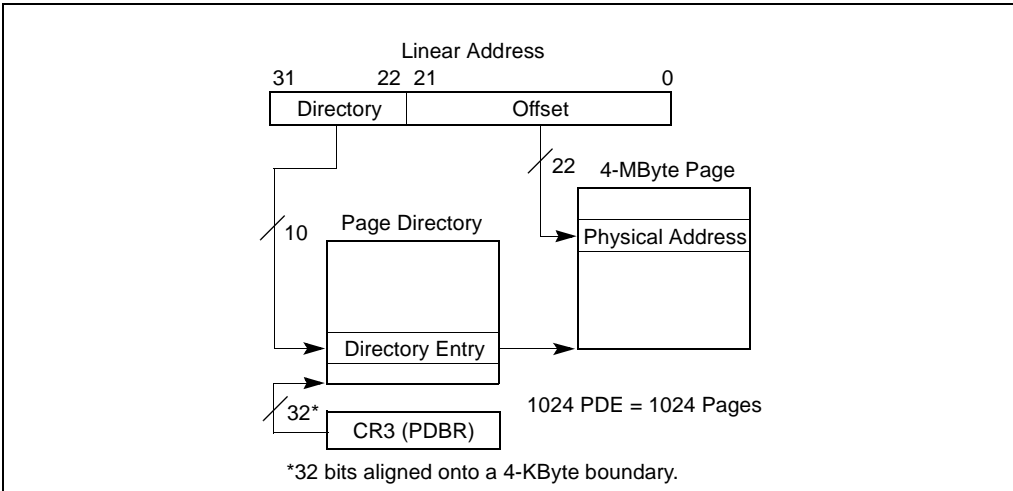 Linear Address
31 22 21 0
Directory Offset
22
4-MByte Page
Physical Address
10
Page Directory
Directory Entry
32*
CR3 (PDBR)
1024 PDE = 1024 Pages
*32 bits aligned onto a 4-KByte boundary.